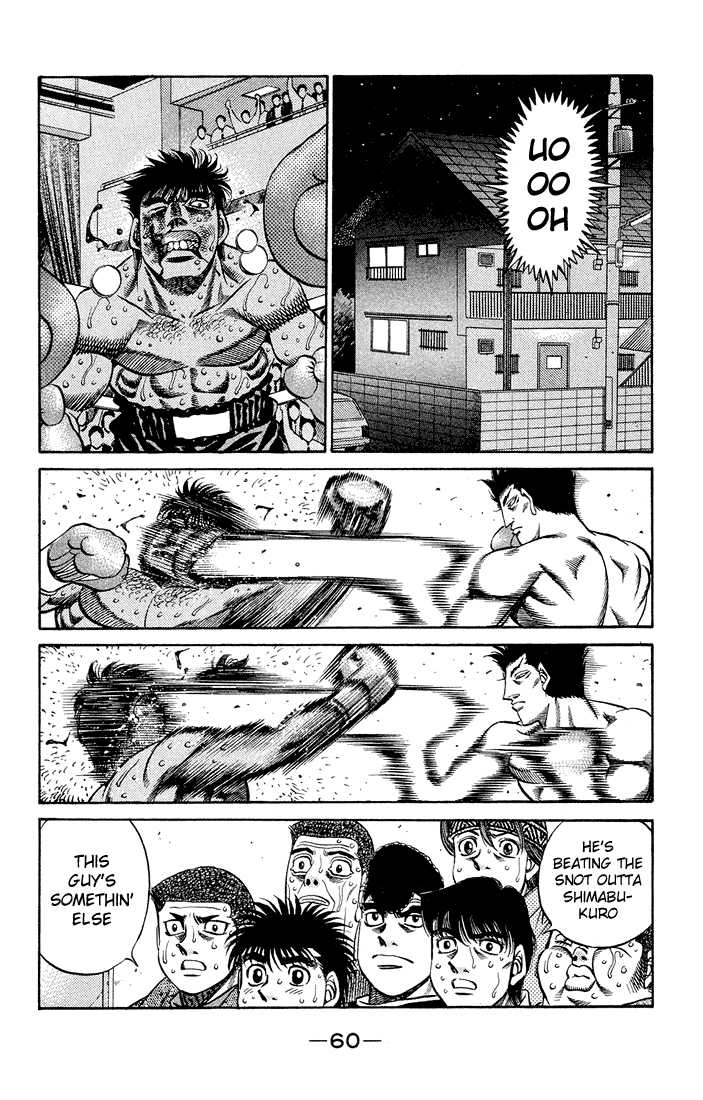 UO
OO
OH
HE'S
BEATING THE
SNOT OUTTA
SHIMABU-
KURO
THIS
GUY'S
SOMETHIN'
ELSE
—60—